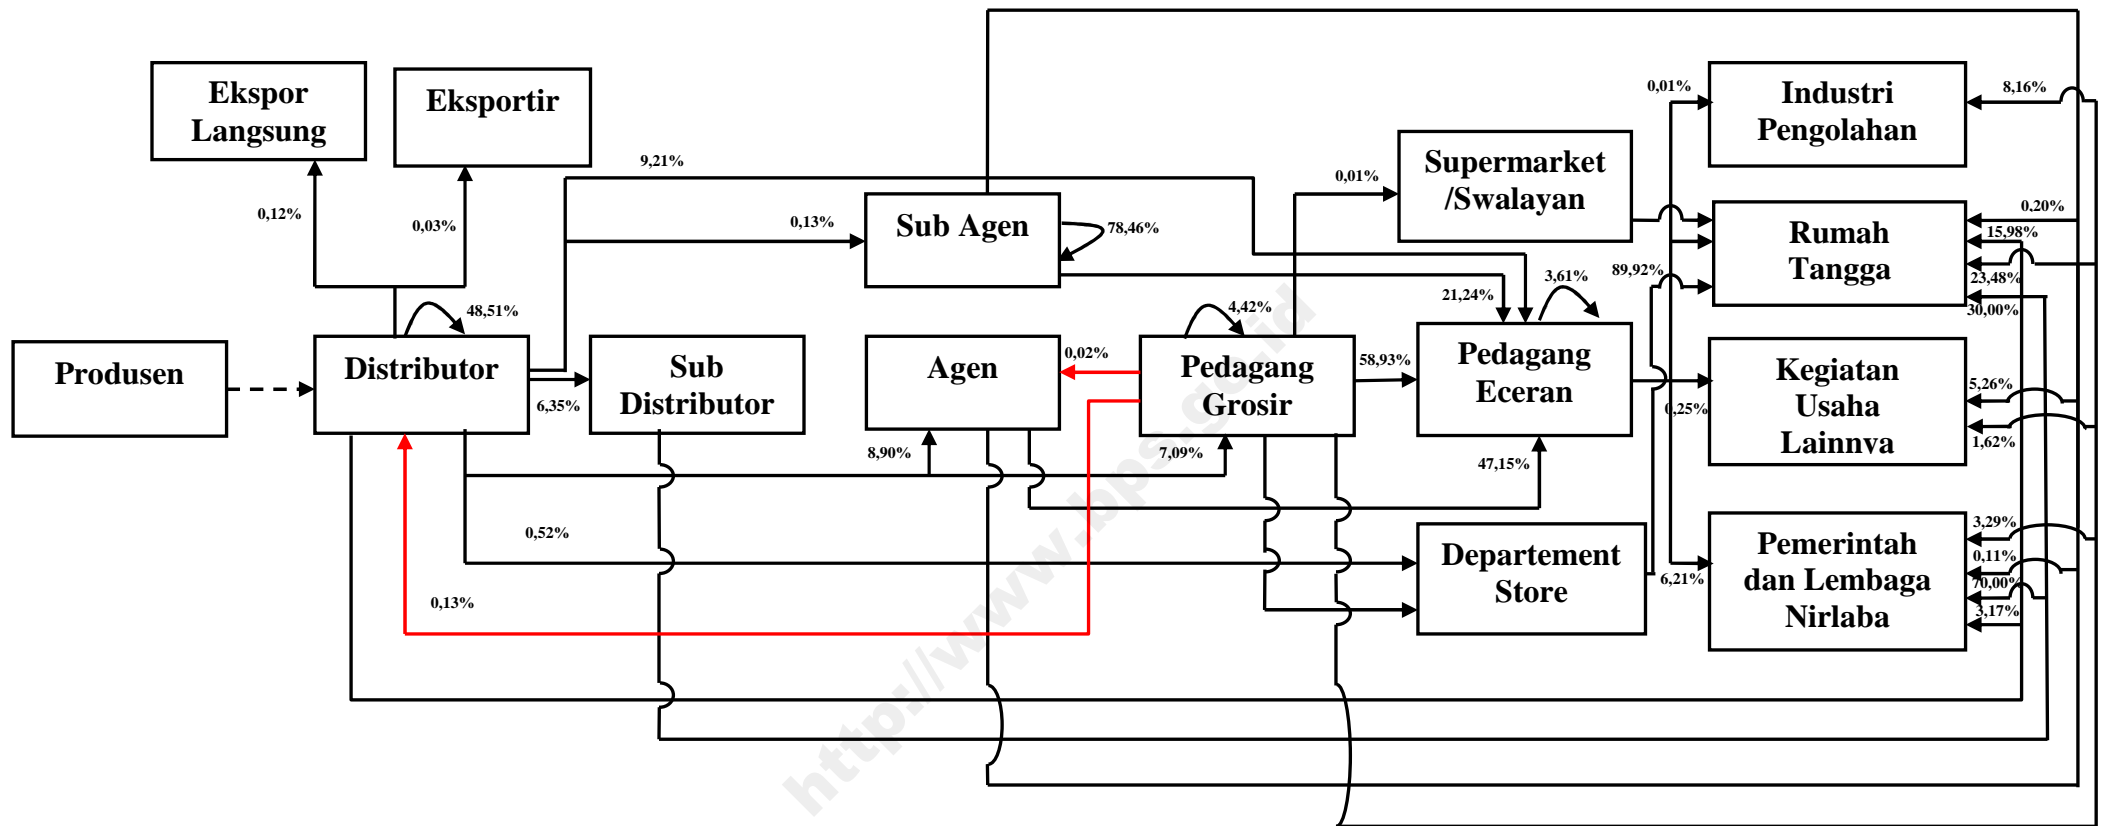 Ekspor
Langsung
Eksportir
0,12%
0,03%
9,21%
0,13%
Sub Agen
78,46%
0,01%
Supermarket
/Swalayan
0,01%
Industri
Pengolahan
8,16%
Rumah
Tangga
0,20%
15,98%
23,48%
30,00%
89,92%
21,24%
3,61%
48,51%
4,42%
Produsen
Distributor
6,35%
Sub
Distributor
Agen
0,02%
Pedagang
Grosir
58,93%
Pedagang
Eceran
0,25%
Kegiatan
Usaha
Lainnva
5,26%
1,62%
8,90%
7,09%
47,15%
0,52%
0,13%
Departement
Store
6,21%
Pemerintah
dan Lembaga
Nirlaba
3,29%
0,11%
70,00%
3,17%
http://www.bps.go.id